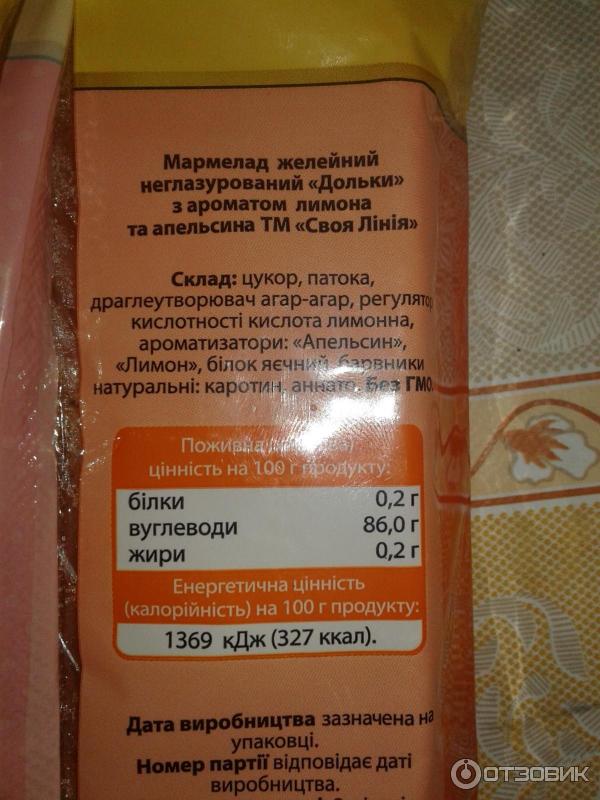 Мармелад желейний
неглазурований «Дольки»
з ароматом лимона
та апельсина ТМ «Своя Лінія»
Склад: цукор, патока,
драглеутворювач агар-агар, регулятор
кислотності кислота лимонна,
ароматизатори: «Апельсин»,
«Лимон», білок яєчний, барвники
натуральні: каротин, аннато. Без ГМО.
Поживна
цінність на 100 г продукту:
білки 0,2 г
вуглеводи 86,0 г
жири 0,2 г
Енергетична цінність
(калорійність) на 100 г продукту:
1369 кДж (327 ккал).
Дата виробництва зазначена на
упаковці.
Номер партії відповідає даті
виробництва.
ОТЗОВИК